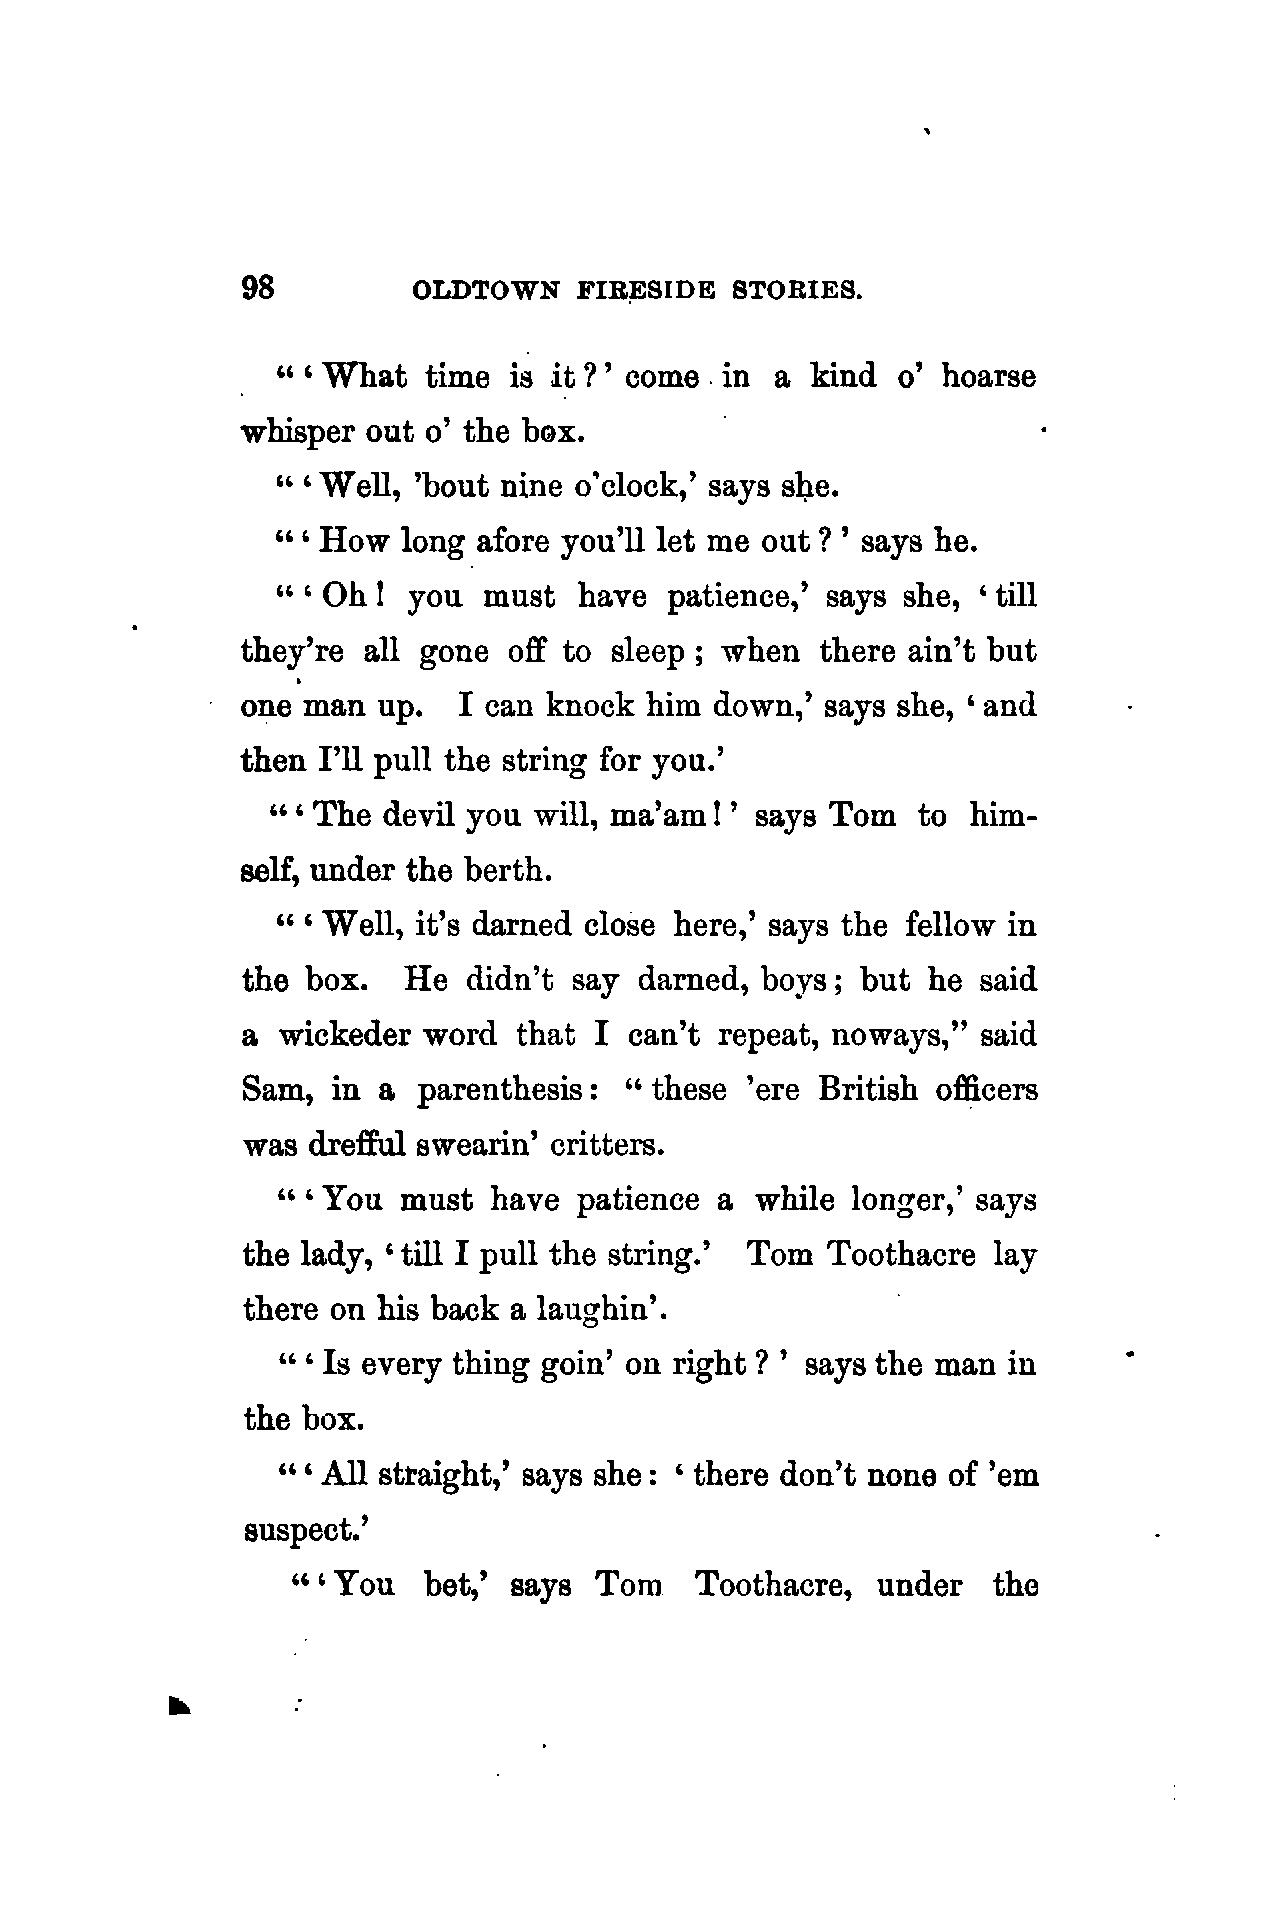 98 OLDTOWN FIRESIDE STORIES.
“‘What time is it?’ come in a kind o’ hoarse
whisper out o’ the box.
“‘Well, ’bout nine o’clock,’ says she.
“‘How long afore you’ll let me out?’ says he.
“‘Oh! you must have patience,’ says she, ‘till
they’re all gone off to sleep; when there ain’t but
one man up. I can knock him down,’ says she, ‘and
then I’ll pull the string for you.’
“‘The devil you will, ma’am!’ says Tom to him-
self, under the berth.
“‘Well, it’s darned close here,’ says the fellow in
the box. He didn’t say darned, boys; but he said
a wickeder word that I can’t repeat, noways,” said
Sam, in a parenthesis: “these ’ere British officers
was drefful swearin’ critters.
“‘You must have patience a while longer,’ says
the lady, ‘till I pull the string.’ Tom Toothacre lay
there on his back a laughin’.
“‘Is every thing goin’ on right?’ says the man in
the box.
“‘All straight,’ says she: ‘there don’t none of ’em
suspect.’
“‘You bet,’ says Tom Toothacre, under the